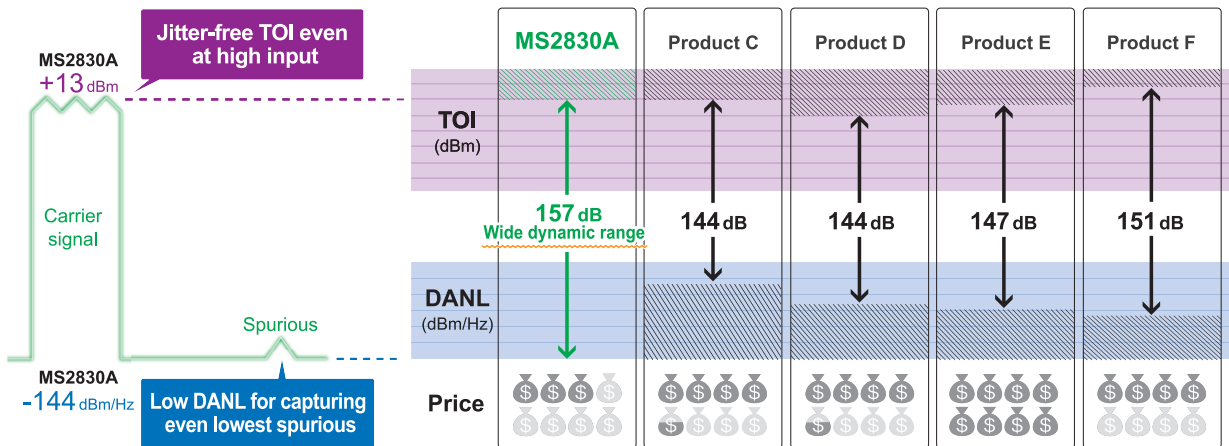 Jitter-free TOI even
at high input
MS2830A
+13 dBm
Carrier
signal
Spurious
MS2830A
-144 dBm/Hz
Low DANL for capturing
even lowest spurious
MS2830A
Product C
Product D
Product E
Product F
TOI
(dBm)
157 dB
Wide dynamic range
144 dB
144 dB
147 dB
151 dB
DANL
(dBm/Hz)
Price
$ $ $ $ $ $ $ $
$ $ $ $ $ $ $ $
$ $ $ $ $ $ $ $
$ $ $ $ $ $ $ $
$ $ $ $ $ $ $ $